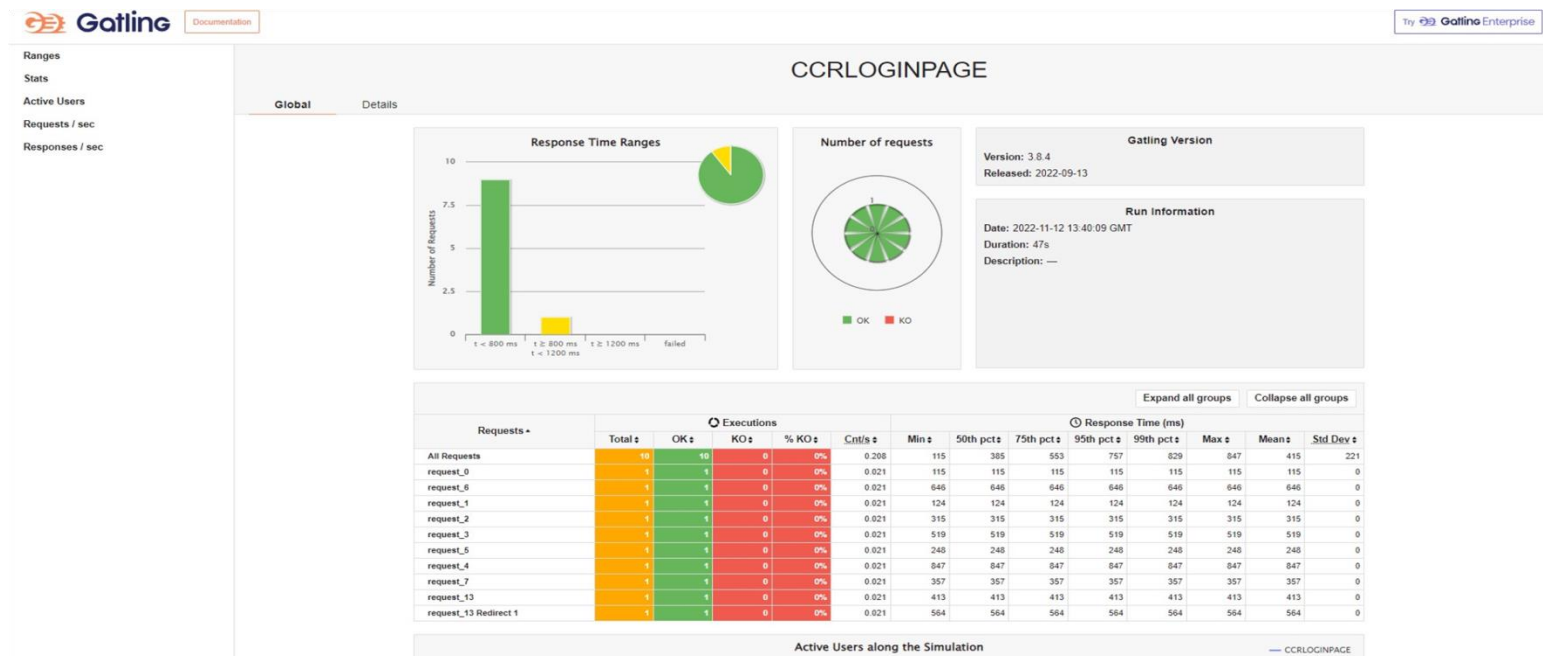 Gatling Documentation
Try Gatling Enterprise
Ranges
Stats
Active Users
Requests / sec
Responses / sec
CCRLOGINPAGE
Global Details
Response Time Ranges
10
7.5
5
2.5
0
Number of Requests
t < 800 ms
t ≥ 800 ms
t < 1200 ms
t ≥ 1200 ms
failed
Number of requests
1
0
OK KO
Gatling Version
Version: 3.8.4
Released: 2022-09-13
Run Information
Date: 2022-11-12 13:40:09 GMT
Duration: 47s
Description: —
Expand all groups Collapse all groups
Requests Executions Response Time (ms)
Total OK KO % KO Cnt/s Min 50th pct 75th pct 95th pct 99th pct Max Mean Std Dev
All Requests 10 10 0 0% 0.208 115 385 553 757 829 847 415 221
request_0 1 1 0 0% 0.021 115 115 115 115 115 115 115 0
request_6 1 1 0 0% 0.021 646 646 646 646 646 646 646 0
request_1 1 1 0 0% 0.021 124 124 124 124 124 124 124 0
request_2 1 1 0 0% 0.021 315 315 315 315 315 315 315 0
request_3 1 1 0 0% 0.021 519 519 519 519 519 519 519 0
request_5 1 1 0 0% 0.021 248 248 248 248 248 248 248 0
request_4 1 1 0 0% 0.021 847 847 847 847 847 847 847 0
request_7 1 1 0 0% 0.021 357 357 357 357 357 357 357 0
request_13 1 1 0 0% 0.021 413 413 413 413 413 413 413 0
request_13 Redirect 1 1 1 0 0% 0.021 564 564 564 564 564 564 564 0
Active Users along the Simulation
CCRLOGINPAGE